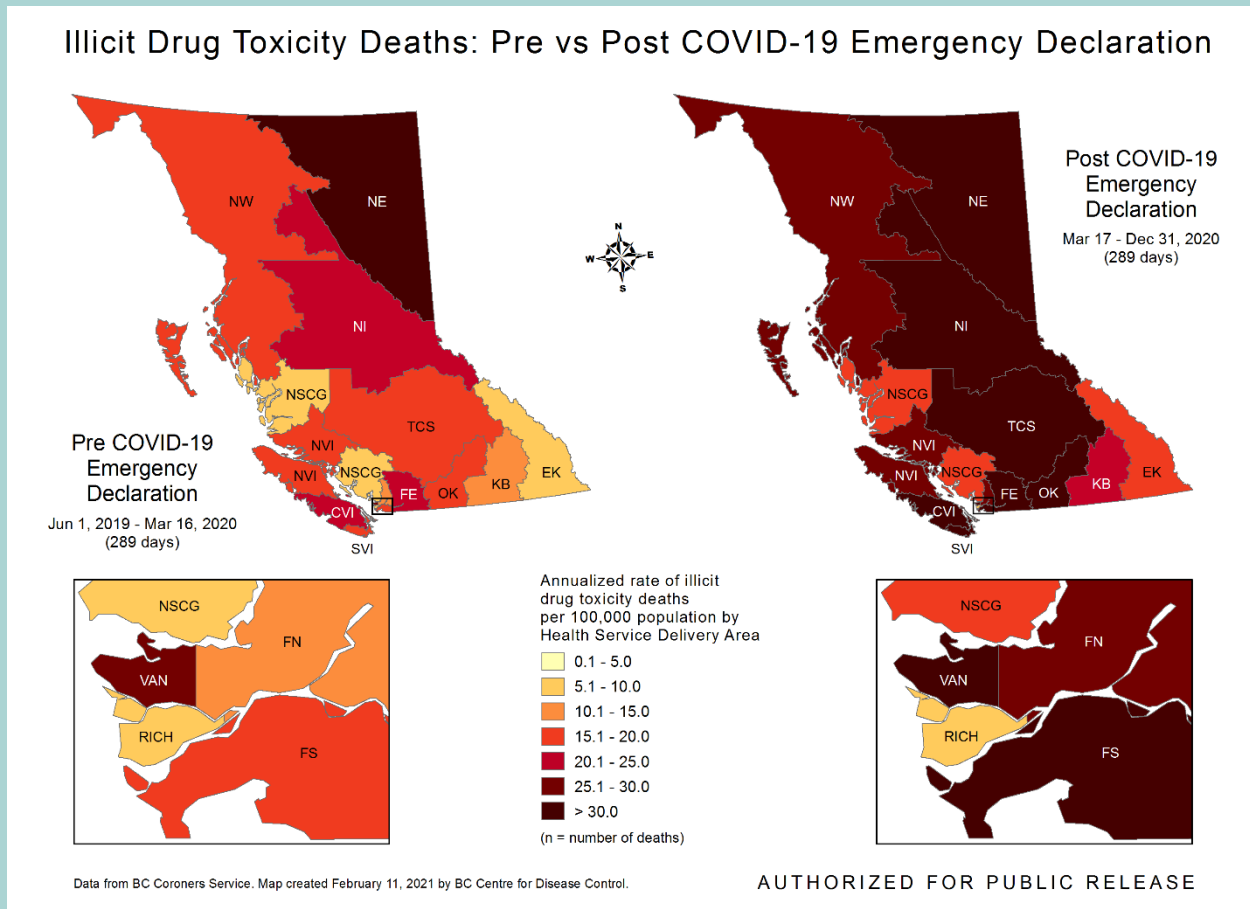 Illicit Drug Toxicity Deaths: Pre vs Post COVID-19 Emergency Declaration
NW
NE
NI
NSCG
TCS
NVI
NVI
NSCG
EK
KB
FE
OK
CVI
SVI
Pre COVID-19
Emergency
Declaration
Jun 1, 2019 - Mar 16, 2020
(289 days)
N
W
E
S
NW
NE
NI
NSCG
TCS
NVI
NVI
NSCG
EK
KB
FE
OK
CVI
SVI
Post COVID-19
Emergency
Declaration
Mar 17 - Dec 31, 2020
(289 days)
NSCG
FN
VAN
RICH
FS
Annualized rate of illicit
drug toxicity deaths
per 100,000 population by
Health Service Delivery Area
0.1 - 5.0
5.1 - 10.0
10.1 - 15.0
15.1 - 20.0
20.1 - 25.0
25.1 - 30.0
> 30.0
(n = number of deaths)
NSCG
FN
VAN
RICH
FS
Data from BC Coroners Service. Map created February 11, 2021 by BC Centre for Disease Control.
AUTHORIZED FOR PUBLIC RELEASE